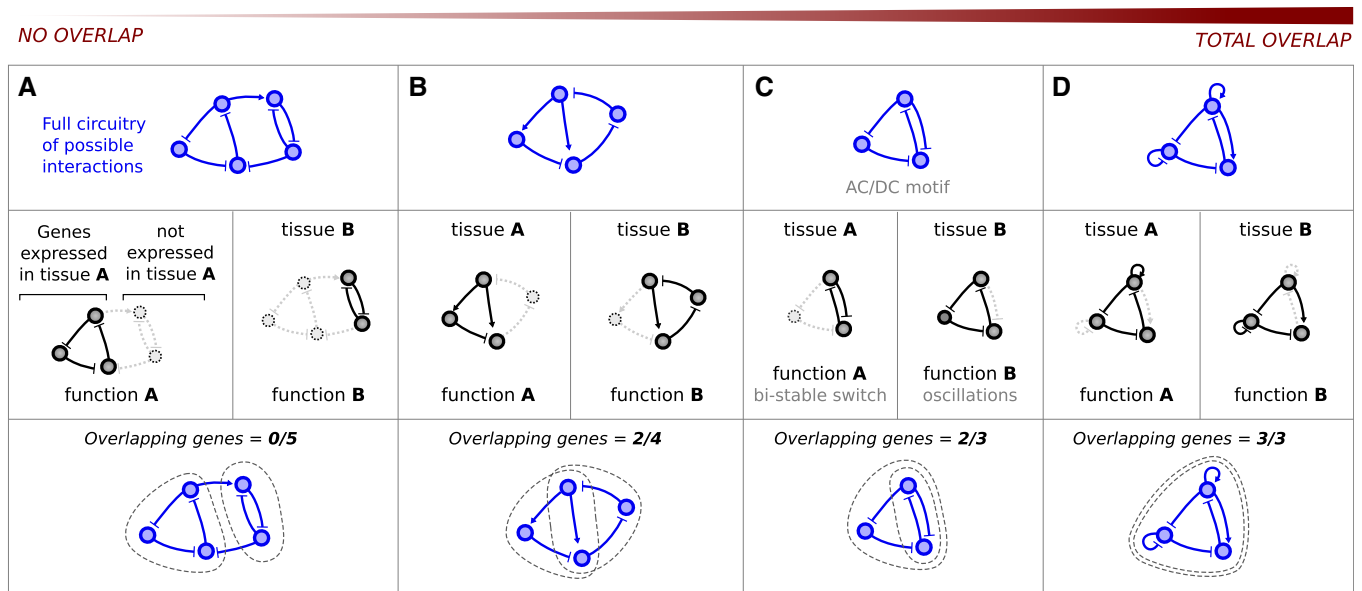 NO OVERLAP
TOTAL OVERLAP
A
Full circuitry
of possible
interactions
B
C
AC/DC motif
D
Genes
expressed
in tissue A
not
expressed
in tissue A
function A
tissue B
function B
tissue A
function A
tissue B
function B
tissue A
function A
bi-stable switch
tissue B
function B
oscillations
tissue A
function A
tissue B
function B
Overlapping genes = 0/5
Overlapping genes = 2/4
Overlapping genes = 2/3
Overlapping genes = 3/3